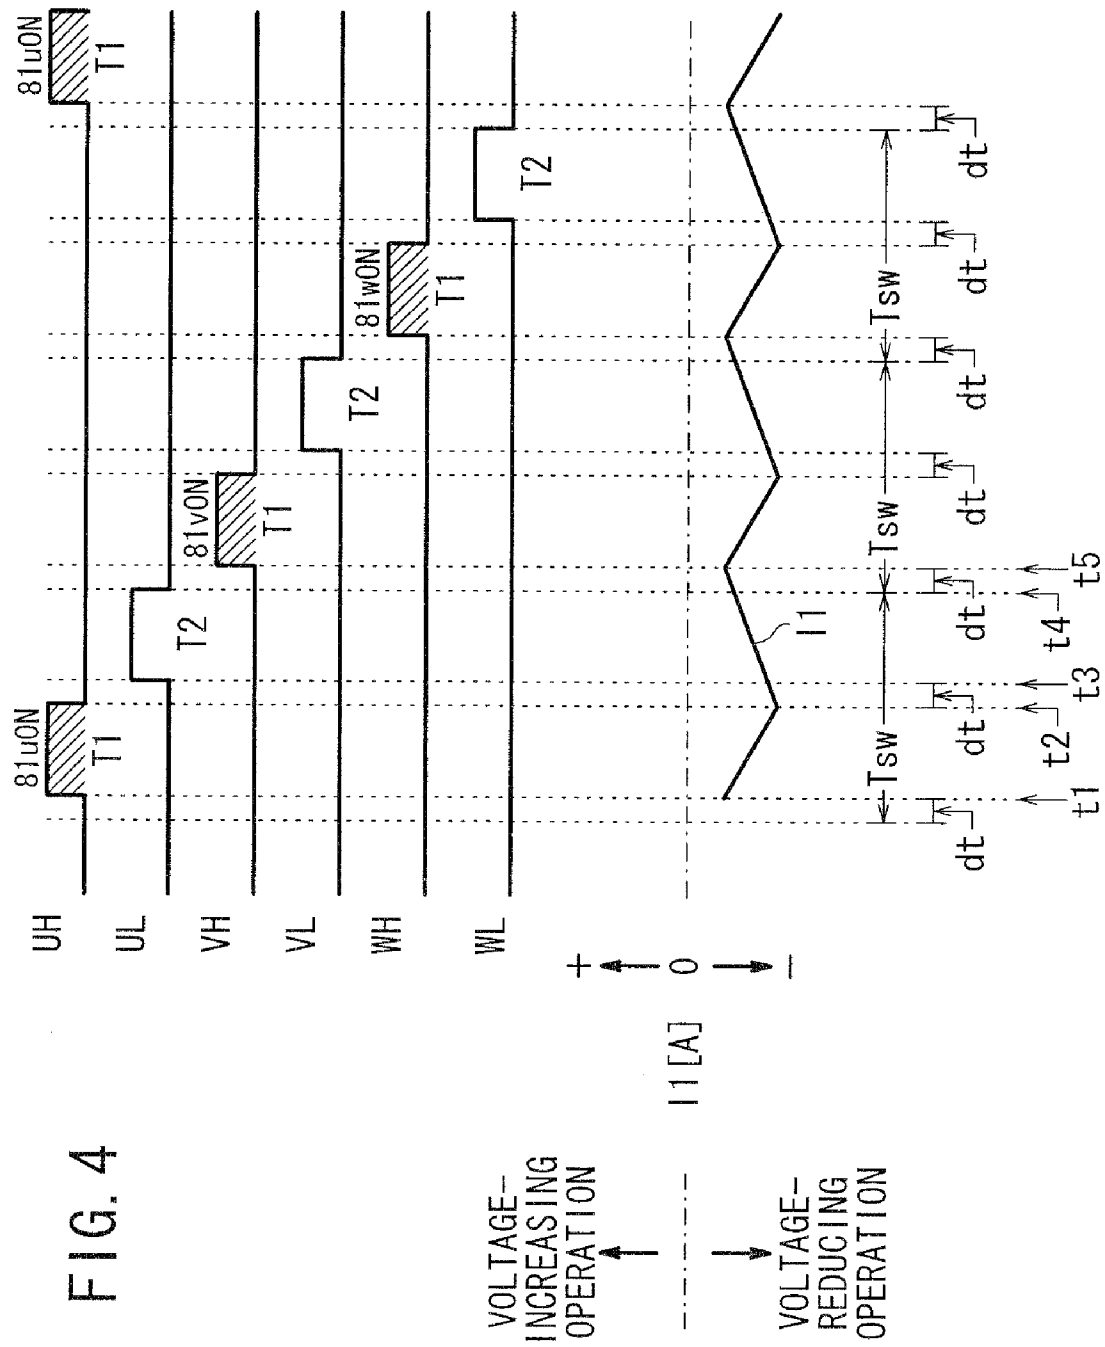 FIG. 4
UH
81uON
T1
81uON
T1
UL
T2
VH
81vON
T1
VL
T2
WH
81wON
T1
WL
T2
VOLTAGE-
INCREASING
OPERATION
VOLTAGE-
REDUCING
OPERATION
I1[A]
+
0
−
I1
Tsw
Tsw
Tsw
dt
dt
dt
dt
dt
dt
dt
t1
t2
t3
t4
t5